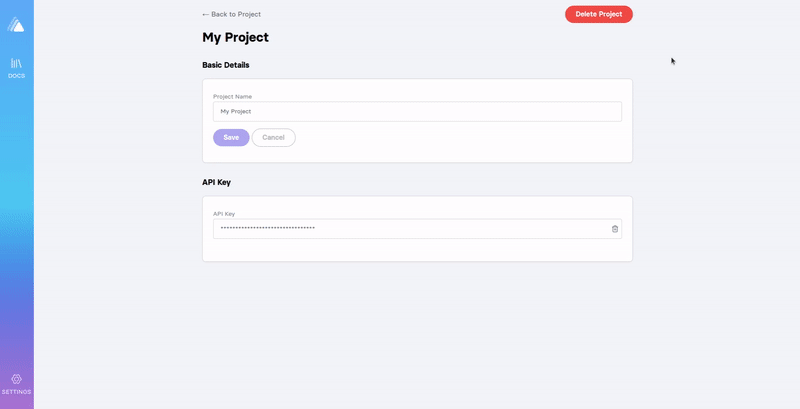 ← Back to Project
Delete Project
My Project
DOCS
Basic Details
Project Name
My Project
Save
Cancel
API Key
API Key
********************************
SETTINGS